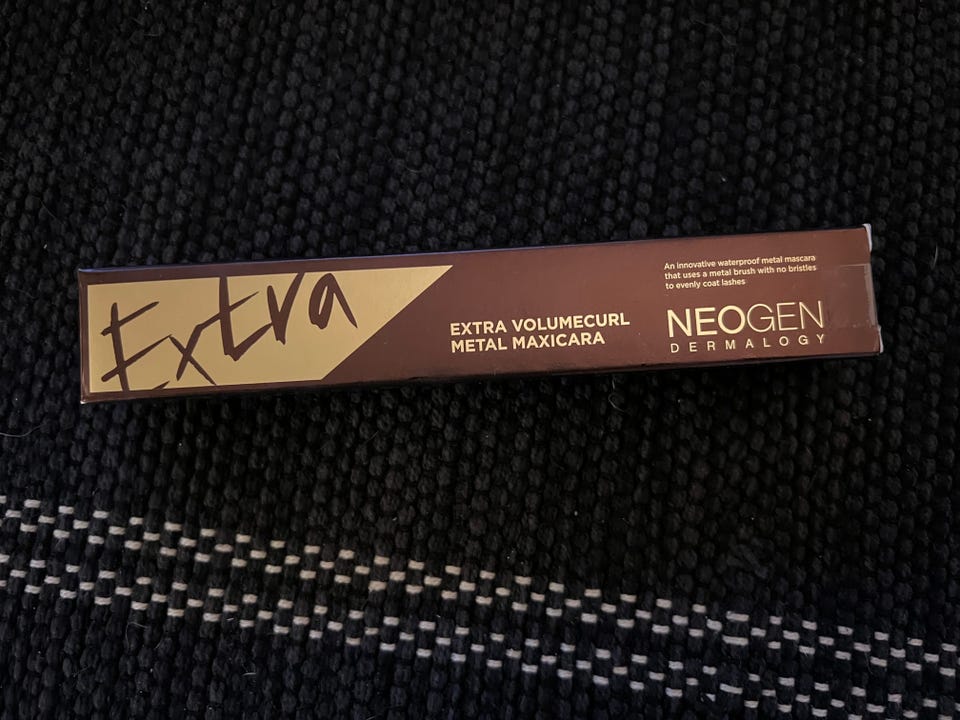 Extra
EXTRA VOLUMECURL
METAL MAXICARA
An innovative waterproof metal mascara
that uses a metal brush with no bristles
to evenly coat lashes
NEOGEN
DERMALOGY